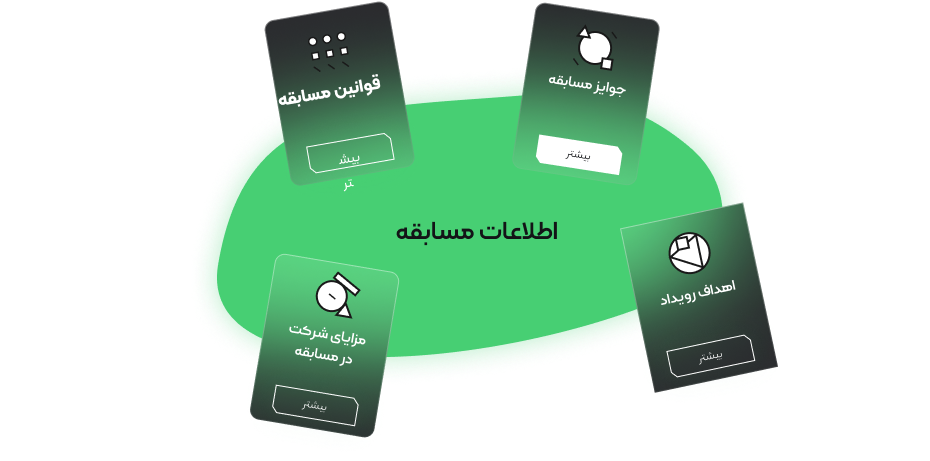 جوایز مسابقه
بیشتر
قوانین مسابقه
بیش
تر
اطلاعات مسابقه
اهداف رویداد
بیشتر
مزایای شرکت
در مسابقه
بیشتر